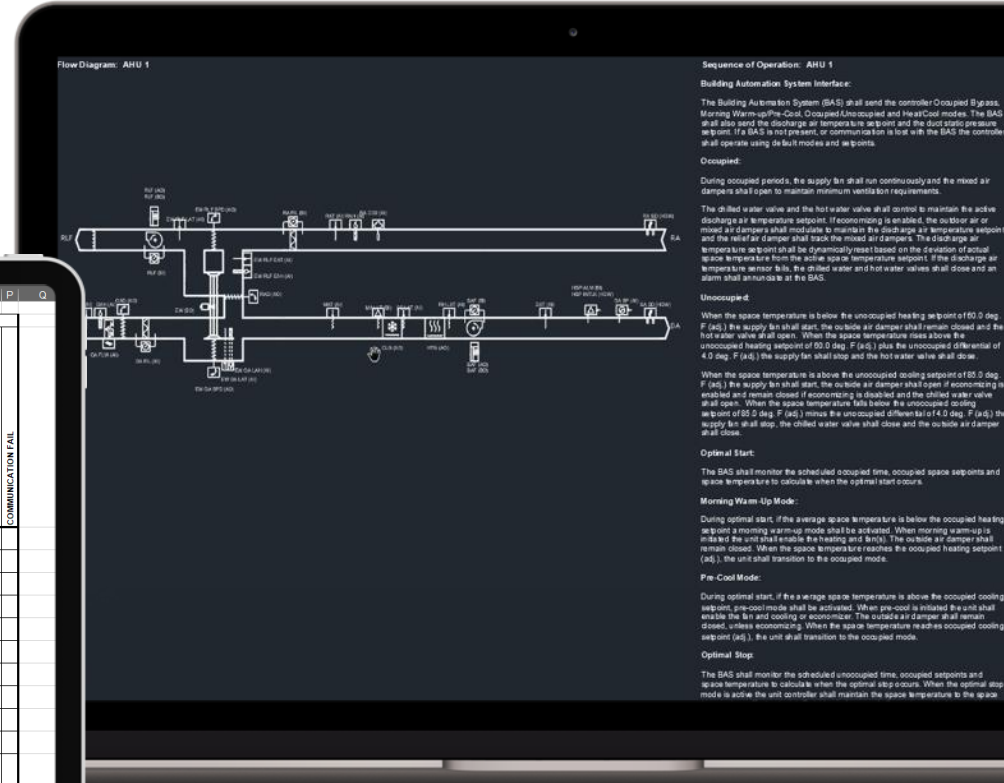 Flow Diagram: AHU 1
RLF (AO)
RLF (BO)
RLF (BI)
RLF
RA
P
Q
COMMUNICATION FAIL
Sequence of Operation: AHU 1
Building Automation System Interface:
The Building Automation System (BAS) shall send the controller Occupied Bypass,
Morning Warm-up/Pre-Cool, Occupied/Unoccupied and Heat/Cool modes. The BAS
shall also send the discharge air temperature setpoint and the duct static pressure
setpoint. If a BAS is not present, or communication is lost with the BAS the controller
shall operate using default modes and setpoints.
Occupied:
During occupied periods, the supply fan shall run continuously and the mixed air
dampers shall open to maintain minimum ventilation requirements.
The chilled water valve and the hot water valve shall control to maintain the active
discharge air temperature setpoint. If economizing is enabled, the outdoor air or
mixed air dampers shall modulate to maintain the discharge air temperature setpoint
and the relief air damper shall track the mixed air dampers. The discharge air
temperature setpoint shall be dynamically reset based on the deviation of actual
space temperature from the active space temperature setpoint. If the discharge air
temperature sensor fails, the chilled water and hot water valves shall close and an
alarm shall annunciate at the BAS.
Unoccupied:
When the space temperature is below the unoccupied heating setpoint of 60.0 deg.
F (adj.) the supply fan shall start, the outside air damper shall remain closed and the
hot water valve shall open. When the space temperature rises above the
unoccupied heating setpoint of 60.0 deg. F (adj.) plus the unoccupied differential of
4.0 deg. F (adj.) the supply fan shall stop and the hot water valve shall close.
When the space temperature is above the unoccupied cooling setpoint of 85.0 deg.
F (adj.) the supply fan shall start, the outside air damper shall open if economizing is
enabled and remain closed if economizing is disabled and the chilled water valve
shall open. When the space temperature falls below the unoccupied cooling
setpoint of 85.0 deg. F (adj.) minus the unoccupied differential of 4.0 deg. F (adj.) the
supply fan shall stop, the chilled water valve shall close and the outside air damper
shall close.
Optimal Start:
The BAS shall monitor the scheduled occupied time, occupied space setpoints and
space temperature to calculate when the optimal start occurs.
Morning Warm-Up Mode:
During optimal start, if the average space temperature is below the occupied heating
setpoint a morning warm-up mode shall be activated. When morning warm-up is
initiated the unit shall enable the heating and fan(s). The outside air damper shall
remain closed. When the space temperature reaches the occupied heating setpoint
(adj.), the unit shall transition to the occupied mode.
Pre-Cool Mode:
During optimal start, if the average space temperature is above the occupied cooling
setpoint, pre-cool mode shall be activated. When pre-cool is initiated the unit shall
enable the fan and cooling or economizer. The outside air damper shall remain
closed, unless economizing. When the space temperature reaches occupied cooling
setpoint (adj.), the unit shall transition to the occupied mode.
Optimal Stop:
The BAS shall monitor the scheduled unoccupied time, occupied setpoints and
space temperature to calculate when the optimal stop occurs. When the optimal stop
mode is active the unit controller shall maintain the space temperature to the space